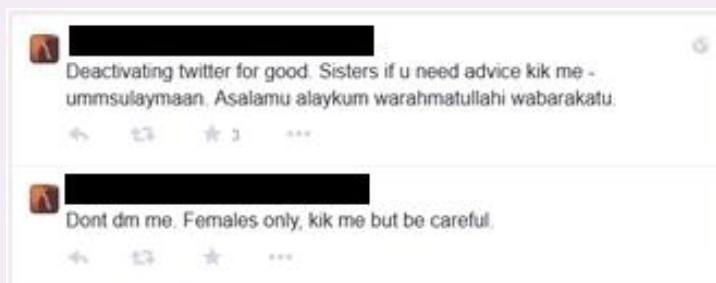 Deactivating twitter for good. Sisters if u need advice kik me -
ummsulaymaan. Asalamu alaykum warahmatullahi wabarakatu.
3
Dont dm me. Females only, kik me but be careful.